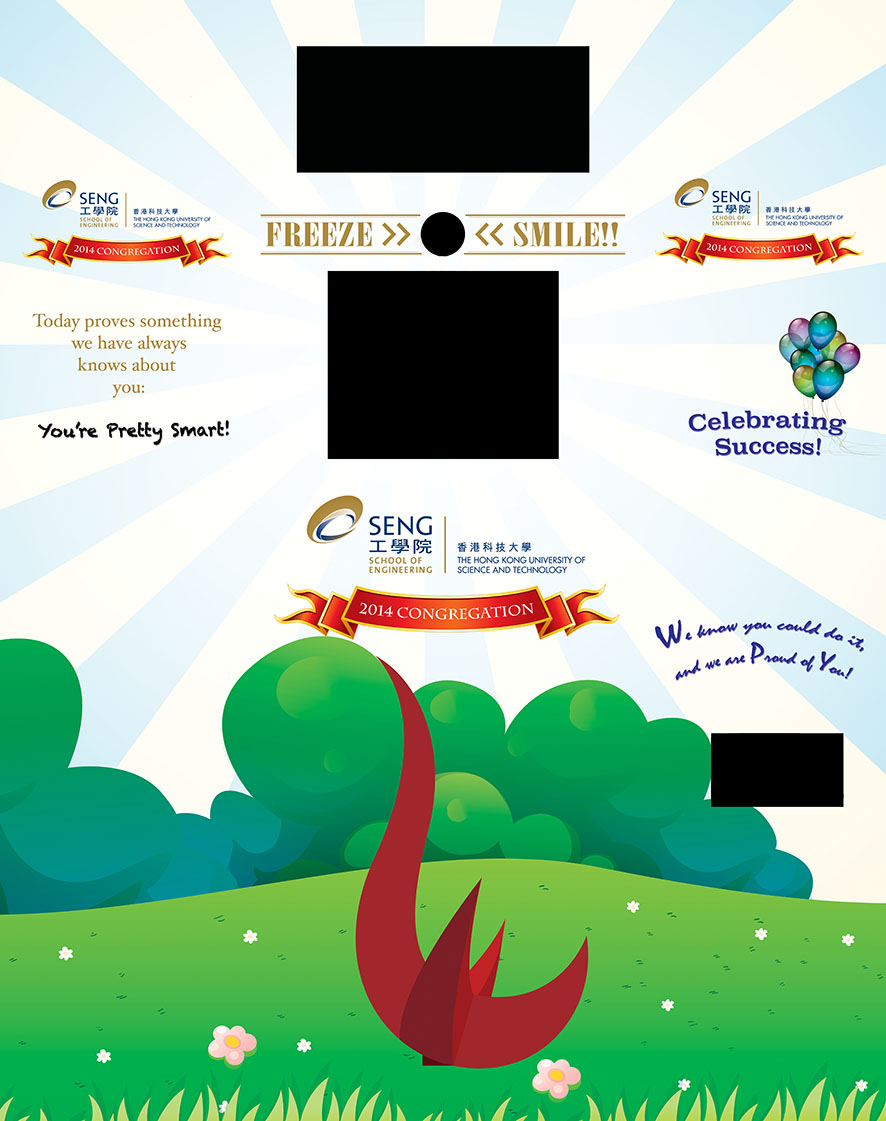 SENG
工學院
SCHOOL OF
ENGINEERING
香港科技大學
THE HONG KONG UNIVERSITY OF
SCIENCE AND TECHNOLOGY
2014 CONGREGATION
FREEZE >> << SMILE!!
SENG
工學院
SCHOOL OF
ENGINEERING
香港科技大學
THE HONG KONG UNIVERSITY OF
SCIENCE AND TECHNOLOGY
2014 CONGREGATION
Today proves something
we have always
knows about
you:
You're Pretty Smart!
Celebrating
Success!
SENG
工學院
SCHOOL OF
ENGINEERING
香港科技大學
THE HONG KONG UNIVERSITY OF
SCIENCE AND TECHNOLOGY
2014 CONGREGATION
We know you could do it,
and we are Proud of You!